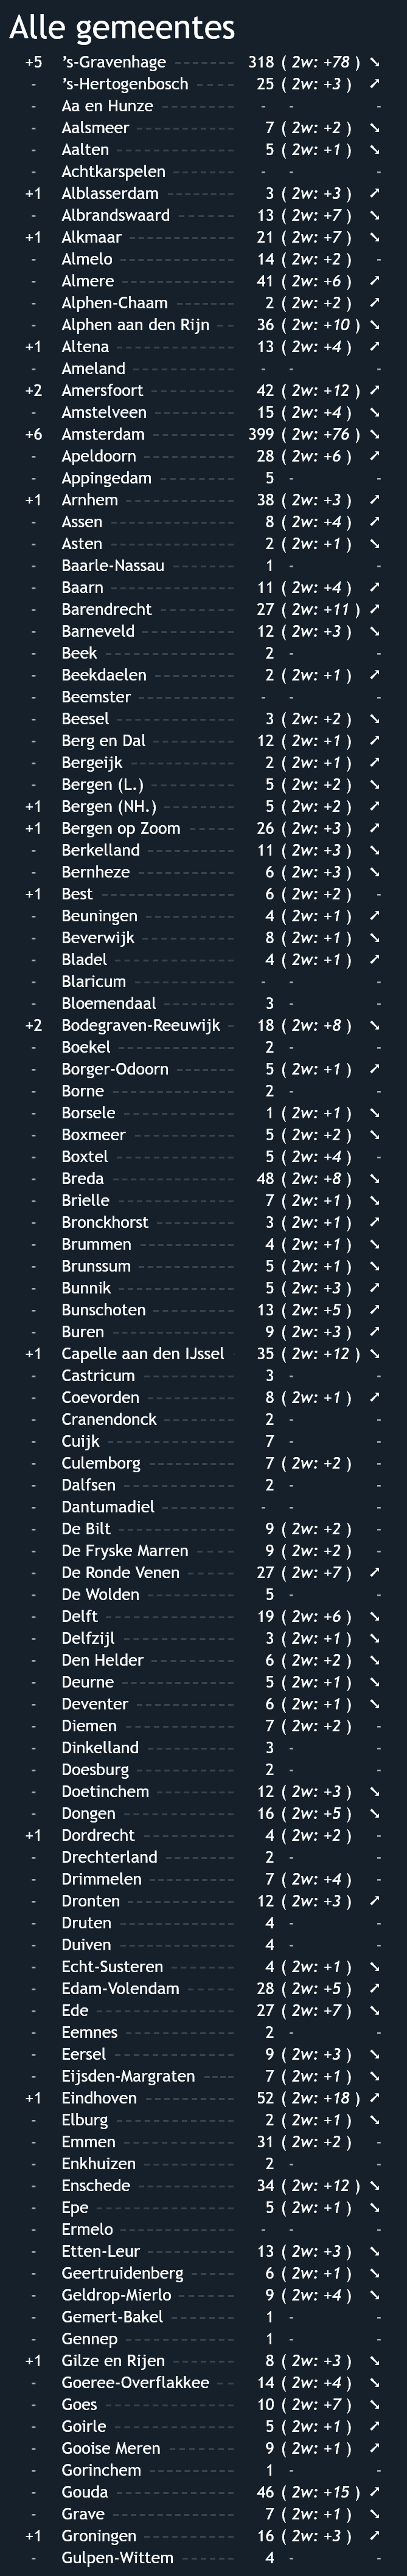 Alle gemeentes
+5 ’s-Gravenhage 318 ( 2w: +78 ) ➘
- ’s-Hertogenbosch 25 ( 2w: +3 ) ➚
- Aa en Hunze - - -
- Aalsmeer 7 ( 2w: +2 ) ➘
- Aalten 5 ( 2w: +1 ) ➘
- Achtkarspelen - - -
+1 Alblasserdam 3 ( 2w: +3 ) ➚
- Albrandswaard 13 ( 2w: +7 ) ➘
+1 Alkmaar 21 ( 2w: +7 ) ➘
- Almelo 14 ( 2w: +2 ) -
- Almere 41 ( 2w: +6 ) ➚
- Alphen-Chaam 2 ( 2w: +2 ) ➚
- Alphen aan den Rijn 36 ( 2w: +10 ) ➘
+1 Altena 13 ( 2w: +4 ) ➚
- Ameland - - -
+2 Amersfoort 42 ( 2w: +12 ) ➚
- Amstelveen 15 ( 2w: +4 ) ➘
+6 Amsterdam 399 ( 2w: +76 ) ➘
- Apeldoorn 28 ( 2w: +6 ) ➚
- Appingedam 5 - -
+1 Arnhem 38 ( 2w: +3 ) ➚
- Assen 8 ( 2w: +4 ) ➚
- Asten 2 ( 2w: +1 ) ➘
- Baarle-Nassau 1 - -
- Baarn 11 ( 2w: +4 ) ➚
- Barendrecht 27 ( 2w: +11 ) ➚
- Barneveld 12 ( 2w: +3 ) ➘
- Beek 2 - -
- Beekdaelen 2 ( 2w: +1 ) ➚
- Beemster - - -
- Beesel 3 ( 2w: +2 ) ➘
- Berg en Dal 12 ( 2w: +1 ) ➚
- Bergeijk 2 ( 2w: +1 ) ➚
- Bergen (L.) 5 ( 2w: +2 ) ➘
+1 Bergen (NH.) 5 ( 2w: +2 ) ➚
+1 Bergen op Zoom 26 ( 2w: +3 ) ➚
- Berkelland 11 ( 2w: +3 ) ➘
- Bernheze 6 ( 2w: +3 ) ➘
+1 Best 6 ( 2w: +2 ) -
- Beuningen 4 ( 2w: +1 ) ➚
- Beverwijk 8 ( 2w: +1 ) ➘
- Bladel 4 ( 2w: +1 ) ➚
- Blaricum - - -
- Bloemendaal 3 - -
+2 Bodegraven-Reeuwijk 18 ( 2w: +8 ) ➘
- Boekel 2 - -
- Borger-Odoorn 5 ( 2w: +1 ) ➚
- Borne 2 - -
- Borsele 1 ( 2w: +1 ) ➘
- Boxmeer 5 ( 2w: +2 ) ➘
- Boxtel 5 ( 2w: +4 ) -
- Breda 48 ( 2w: +8 ) ➘
- Brielle 7 ( 2w: +1 ) ➘
- Bronckhorst 3 ( 2w: +1 ) ➚
- Brummen 4 ( 2w: +1 ) ➘
- Brunssum 5 ( 2w: +1 ) ➘
- Bunnik 5 ( 2w: +3 ) ➚
- Bunschoten 13 ( 2w: +5 ) ➚
- Buren 9 ( 2w: +3 ) ➚
+1 Capelle aan den IJssel 35 ( 2w: +12 ) ➘
- Castricum 3 - -
- Coevorden 8 ( 2w: +1 ) ➚
- Cranendonck 2 - -
- Cuijk 7 - -
- Culemborg 7 ( 2w: +2 ) -
- Dalfsen 2 - -
- Dantumadiel - - -
- De Bilt 9 ( 2w: +2 ) -
- De Fryske Marren 9 ( 2w: +2 ) -
- De Ronde Venen 27 ( 2w: +7 ) ➚
- De Wolden 5 - -
- Delft 19 ( 2w: +6 ) ➘
- Delfzijl 3 ( 2w: +1 ) ➘
- Den Helder 6 ( 2w: +2 ) ➘
- Deurne 5 ( 2w: +1 ) ➘
- Deventer 6 ( 2w: +1 ) ➘
- Diemen 7 ( 2w: +2 ) -
- Dinkelland 3 - -
- Doesburg 2 - -
- Doetinchem 12 ( 2w: +3 ) ➘
- Dongen 16 ( 2w: +5 ) ➘
+1 Dordrecht 4 ( 2w: +2 ) -
- Drechterland 2 - -
- Drimmelen 7 ( 2w: +4 ) -
- Dronten 12 ( 2w: +3 ) ➚
- Druten 4 - -
- Duiven 4 - -
- Echt-Susteren 4 ( 2w: +1 ) ➘
- Edam-Volendam 28 ( 2w: +5 ) ➚
- Ede 27 ( 2w: +7 ) ➘
- Eemnes 2 - -
- Eersel 9 ( 2w: +3 ) ➘
- Eijsden-Margraten 7 ( 2w: +1 ) ➘
+1 Eindhoven 52 ( 2w: +18 ) ➚
- Elburg 2 ( 2w: +1 ) ➘
- Emmen 31 ( 2w: +2 ) -
- Enkhuizen 2 - -
- Enschede 34 ( 2w: +12 ) ➘
- Epe 5 ( 2w: +1 ) ➘
- Ermelo - - -
- Etten-Leur 13 ( 2w: +3 ) ➘
- Geertruidenberg 6 ( 2w: +1 ) ➘
- Geldrop-Mierlo 9 ( 2w: +4 ) ➘
- Gemert-Bakel 1 - -
- Gennep 1 - -
+1 Gilze en Rijen 8 ( 2w: +3 ) ➘
- Goeree-Overflakkee 14 ( 2w: +4 ) ➘
- Goes 10 ( 2w: +7 ) ➘
- Goirle 5 ( 2w: +1 ) ➚
- Gooise Meren 9 ( 2w: +1 ) ➚
- Gorinchem 1 - -
- Gouda 46 ( 2w: +15 ) ➚
- Grave 7 ( 2w: +1 ) ➘
+1 Groningen 16 ( 2w: +3 ) ➚
- Gulpen-Wittem 4 - -